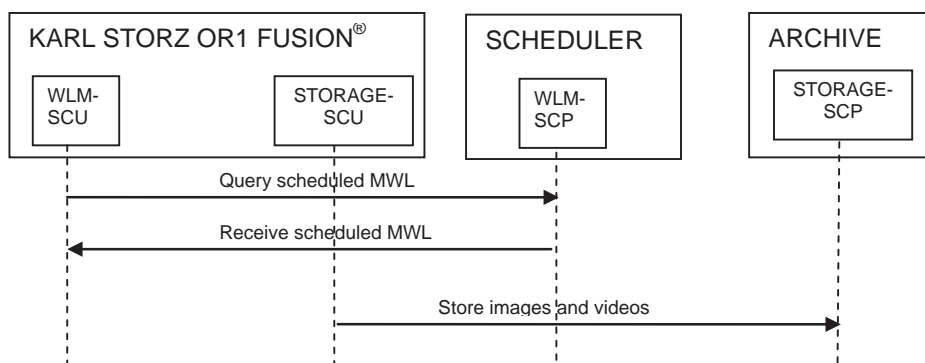 KARL STORZ OR1 FUSION®
SCHEDULER
ARCHIVE
WLM-
SCU
STORAGE-
SCU
WLM-
SCP
STORAGE-
SCP
Query scheduled MWL
Receive scheduled MWL
Store images and videos